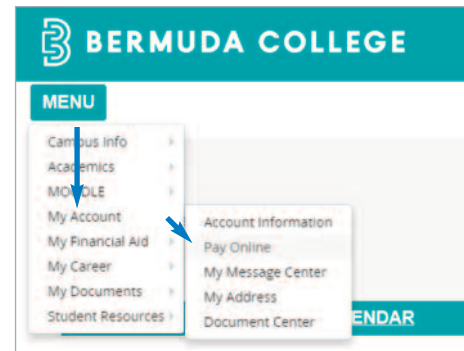 BERMUDA COLLEGE
MENU
Campus Info
Academics
MOODLE
My Account
My Financial Aid
My Career
My Documents
Student Resources
Account Information
Pay Online
My Message Center
My Address
Document Center
ENDAR